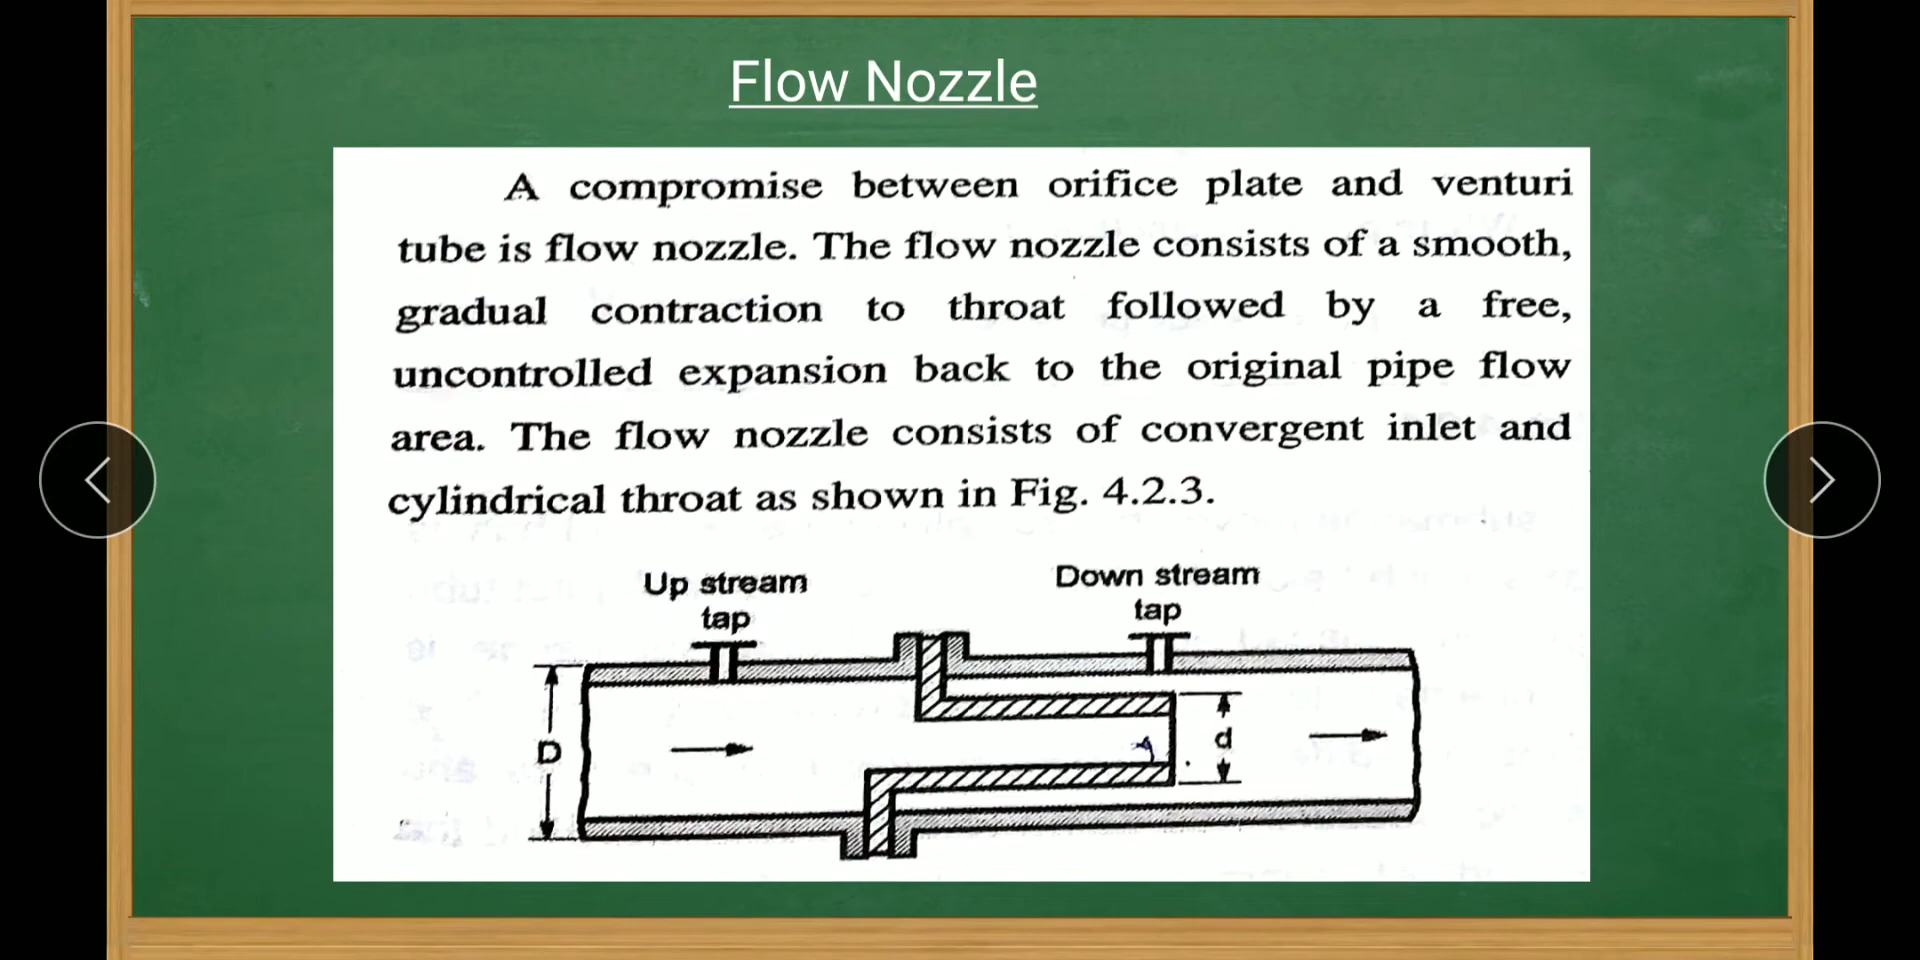 Flow Nozzle
A compromise between orifice plate and venturi
tube is flow nozzle. The flow nozzle consists of a smooth,
gradual contraction to throat followed by a free,
uncontrolled expansion back to the original pipe flow
area. The flow nozzle consists of convergent inlet and
cylindrical throat as shown in Fig. 4.2.3.
Up stream
tap
Down stream
tap
D
d